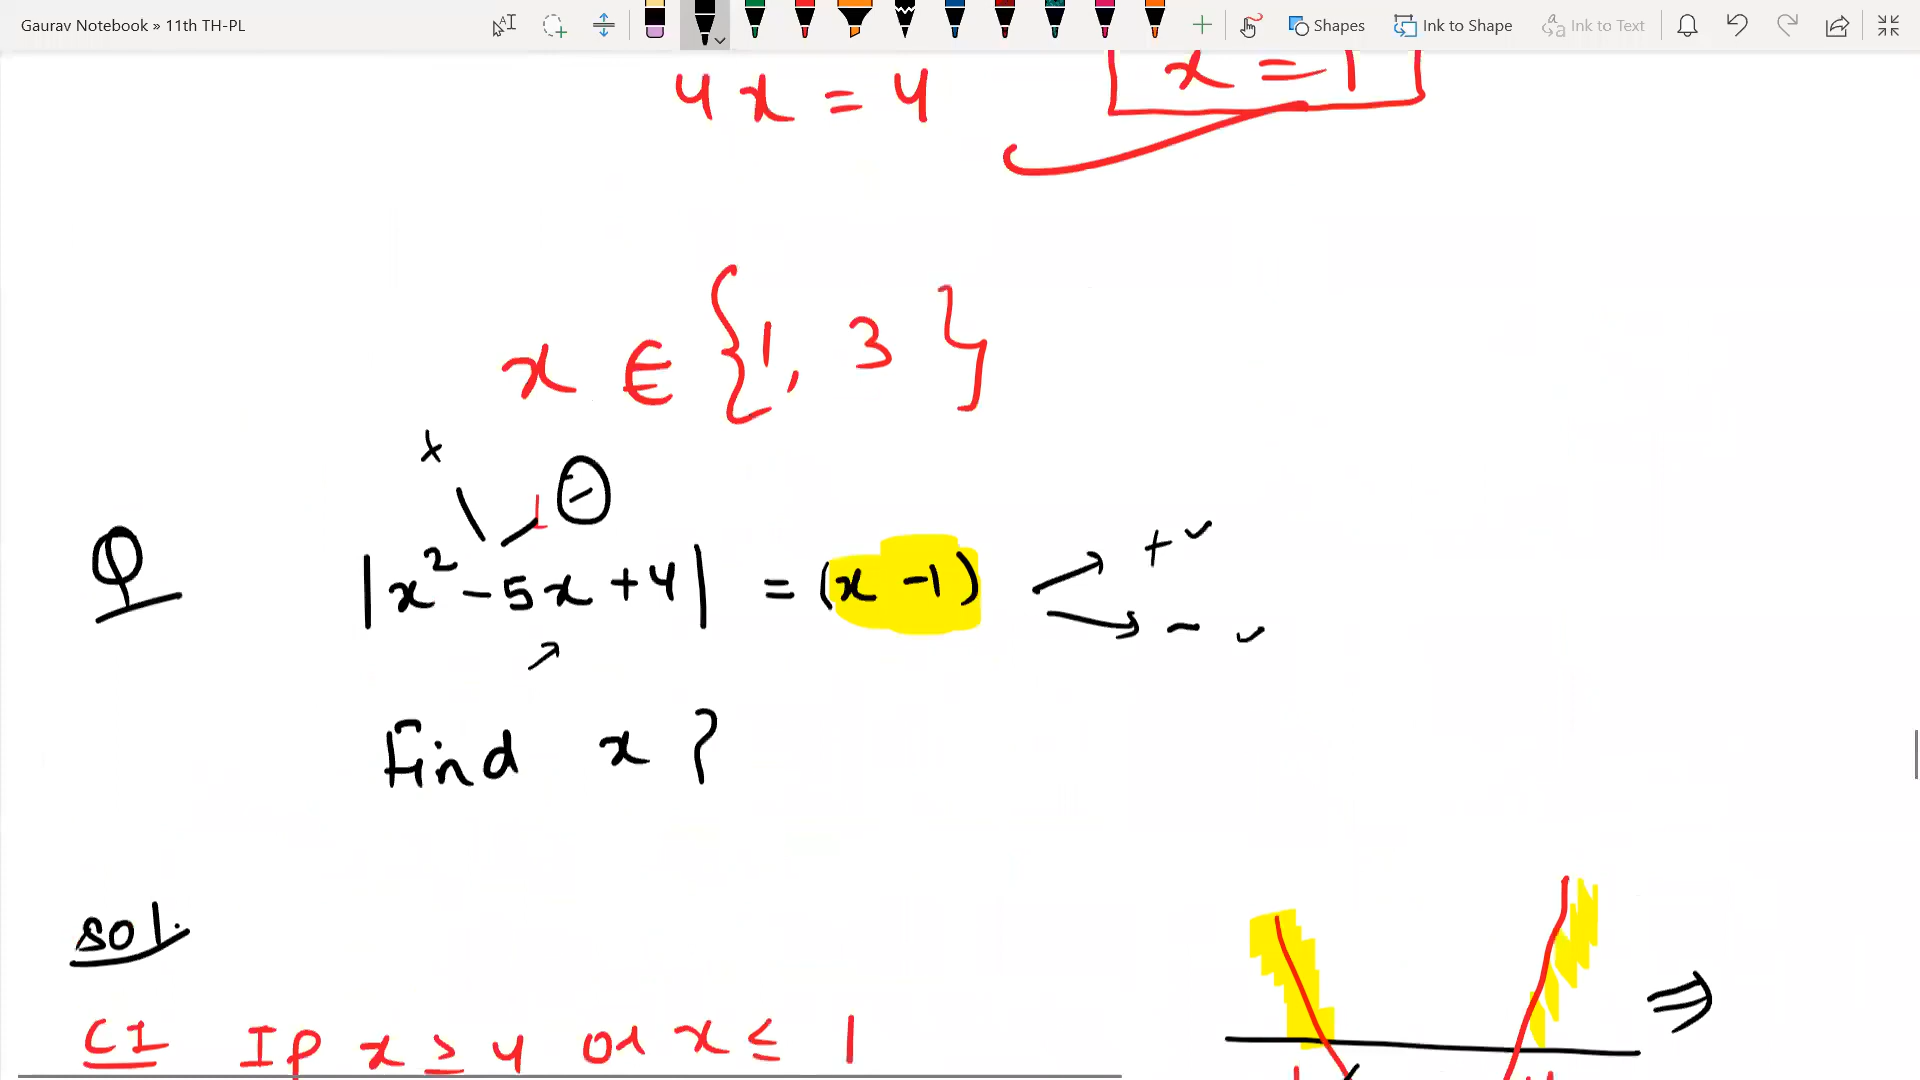 Gaurav Notebook » 11th TH-PL
Shapes Ink to Shape Ink to Text
4x = 4 x = 1
x ∈ {1, 3}
+ −
Q |x² - 5x + 4| = (x - 1) + ✓
− ✓
Find x ?
Sol.
C I If x ≥ 4 or x ≤ 1 ⇒